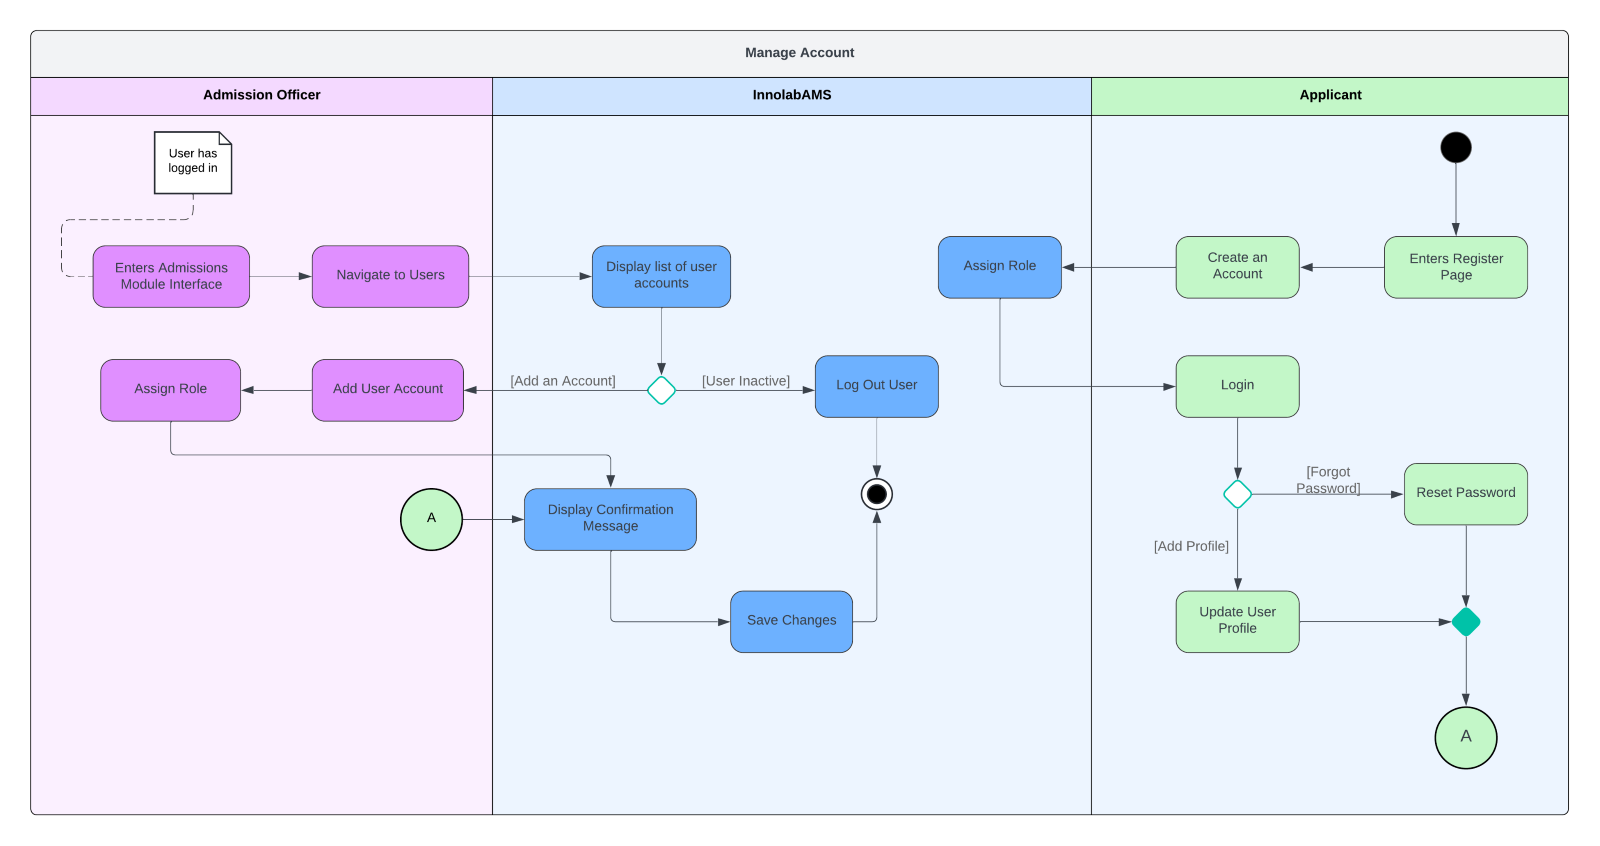 Manage Account
Admission Officer
InnolabAMS
Applicant
User has
logged in
Enters Admissions
Module Interface
Navigate to Users
Display list of user
accounts
Assign Role
Create an
Account
Enters Register
Page
Assign Role
Add User Account
[Add an Account]
[User Inactive]
Log Out User
Login
[Forgot
Password]
Reset Password
A
Display Confirmation
Message
[Add Profile]
Save Changes
Update User
Profile
A